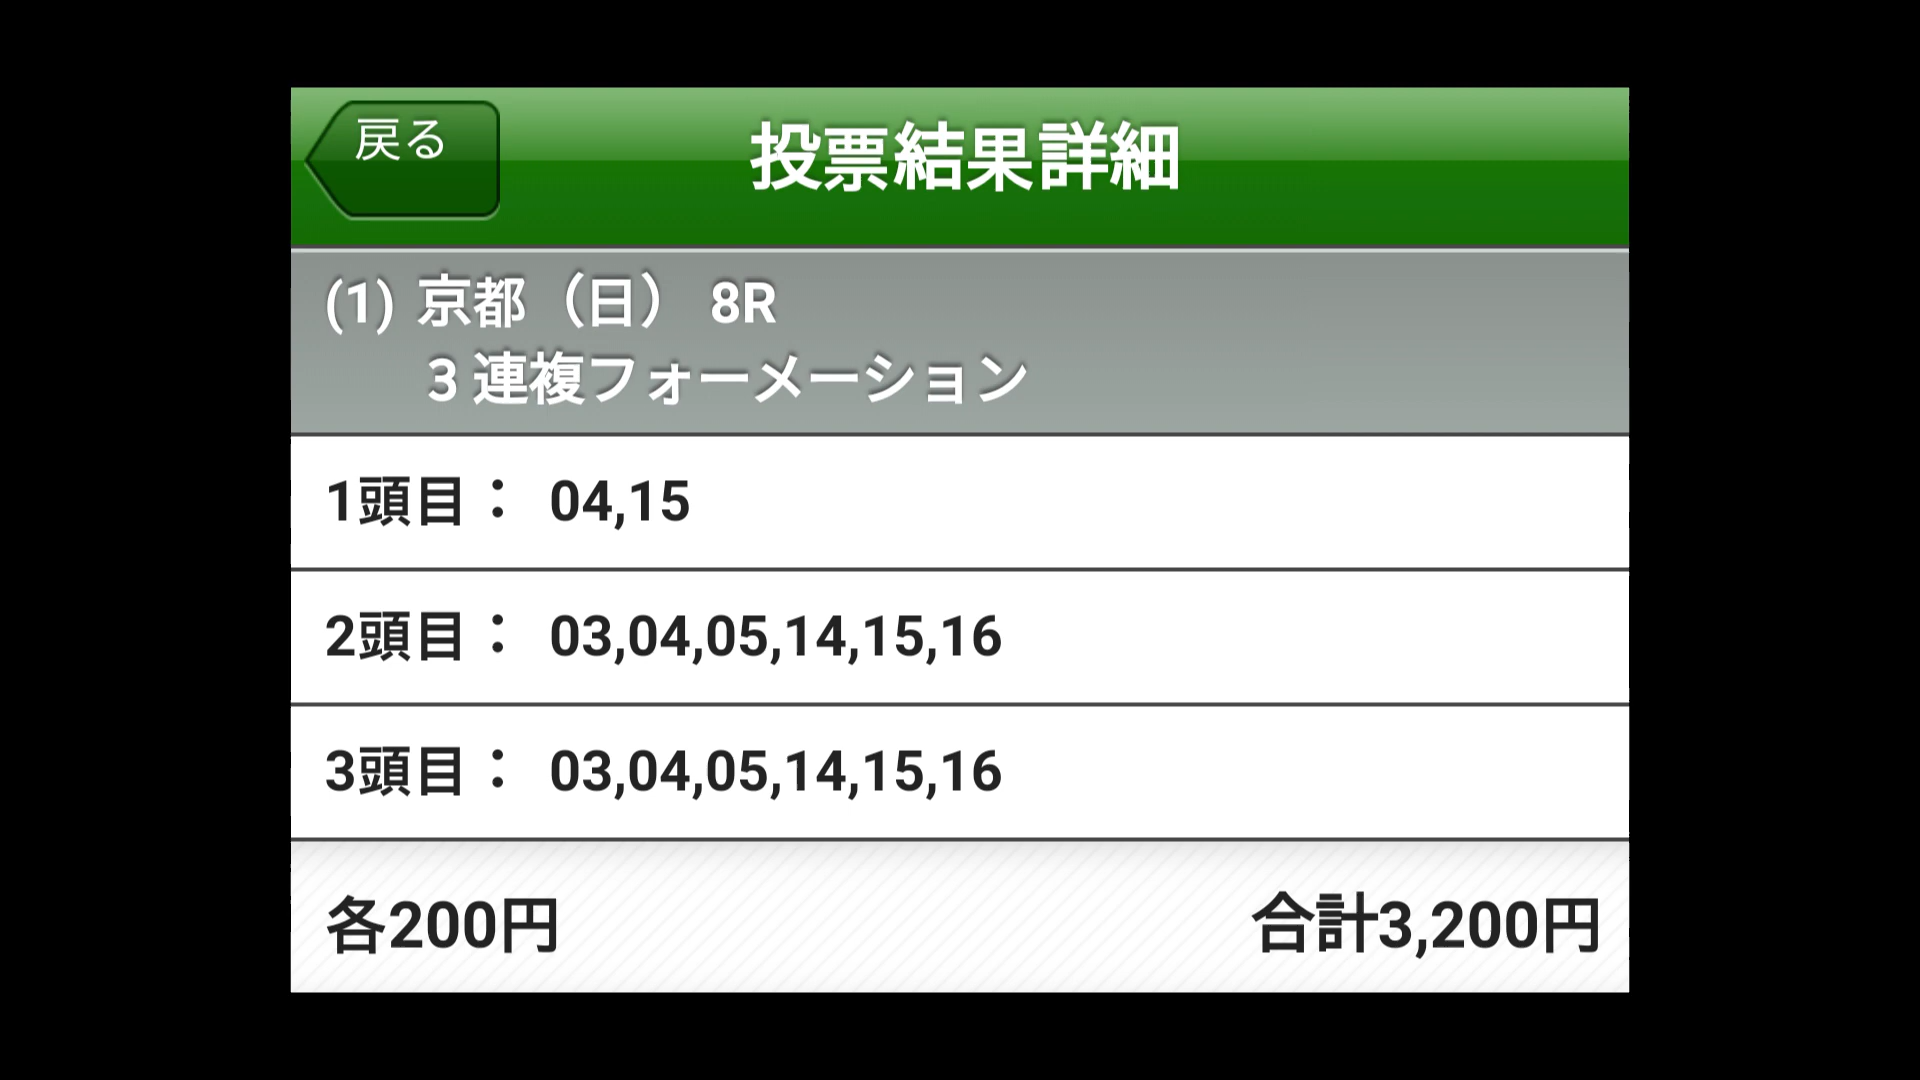 戻る
投票結果詳細
(1) 京都（日） 8R
３連複フォーメーション
1頭目： 04,15
2頭目： 03,04,05,14,15,16
3頭目： 03,04,05,14,15,16
各200円 合計3,200円